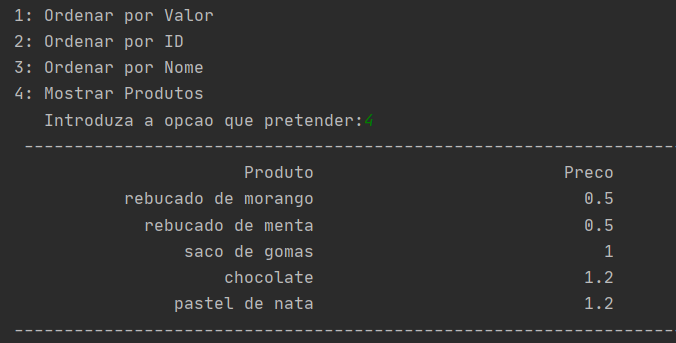 1: Ordenar por Valor
2: Ordenar por ID
3: Ordenar por Nome
4: Mostrar Produtos
Introduza a opcao que pretender:4
-----------------------------------------------------------------
Produto Preco
rebucado de morango 0.5
rebucado de menta 0.5
saco de gomas 1
chocolate 1.2
pastel de nata 1.2
------------------------------------------------------------------